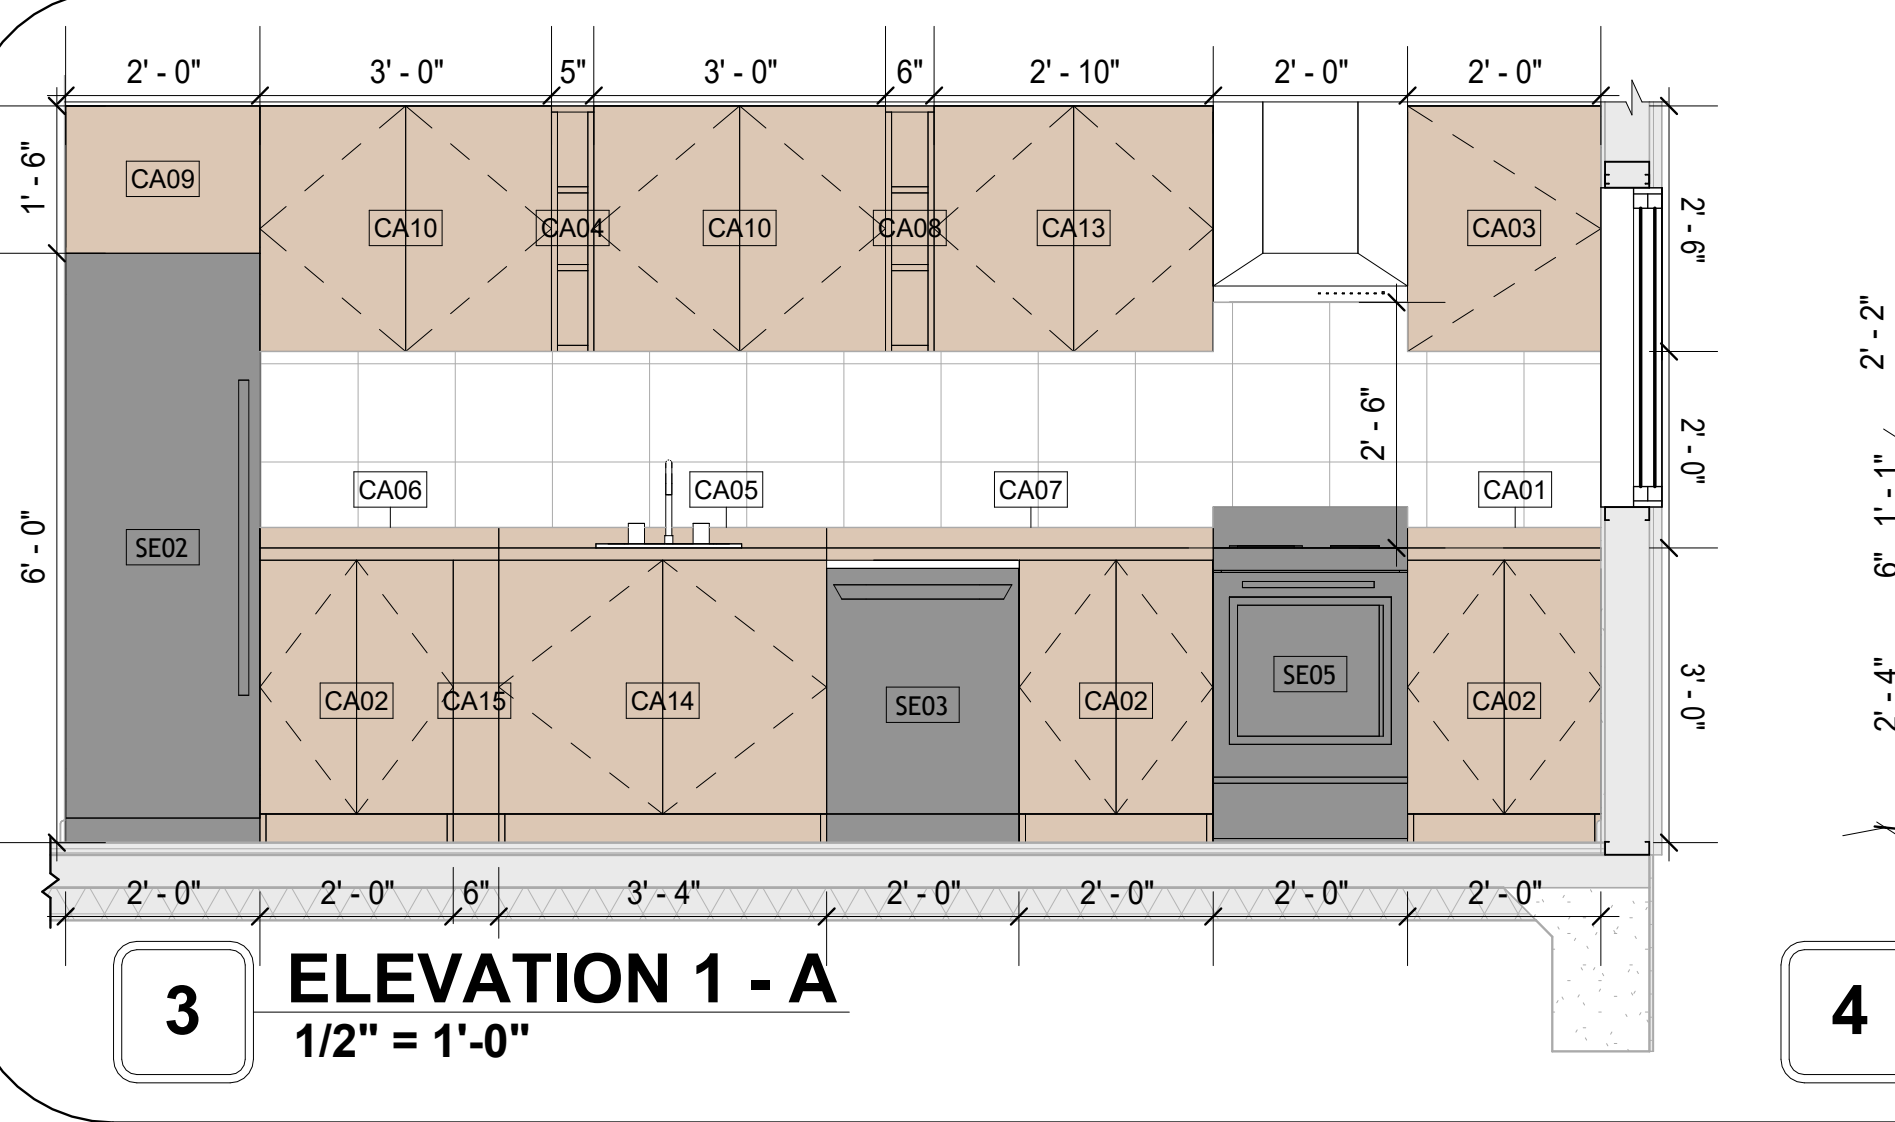 2' - 0" 3' - 0" 5" 3' - 0" 6" 2' - 10" 2' - 0" 2' - 0"
1' - 6"
CA09
CA10 CA04 CA10 CA08 CA13 CA03
2' - 6"
2' - 2"
2' - 6"
2' - 0"
CA06 CA05 CA07 CA01
1' - 1"
6' - 0"
SE02
6"
CA02 CA15 CA14 SE03 CA02 SE05 CA02
3' - 0"
2' - 4"
2' - 0" 2' - 0" 6" 3' - 4" 2' - 0" 2' - 0" 2' - 0" 2' - 0"
3
ELEVATION 1 - A
1/2" = 1'-0"
4